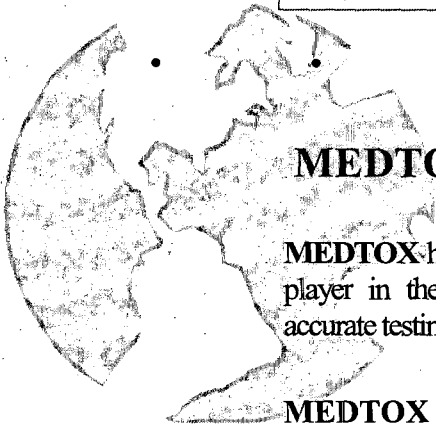 MEDTO
MEDTOX h
player in the
accurate testin
MEDTOX